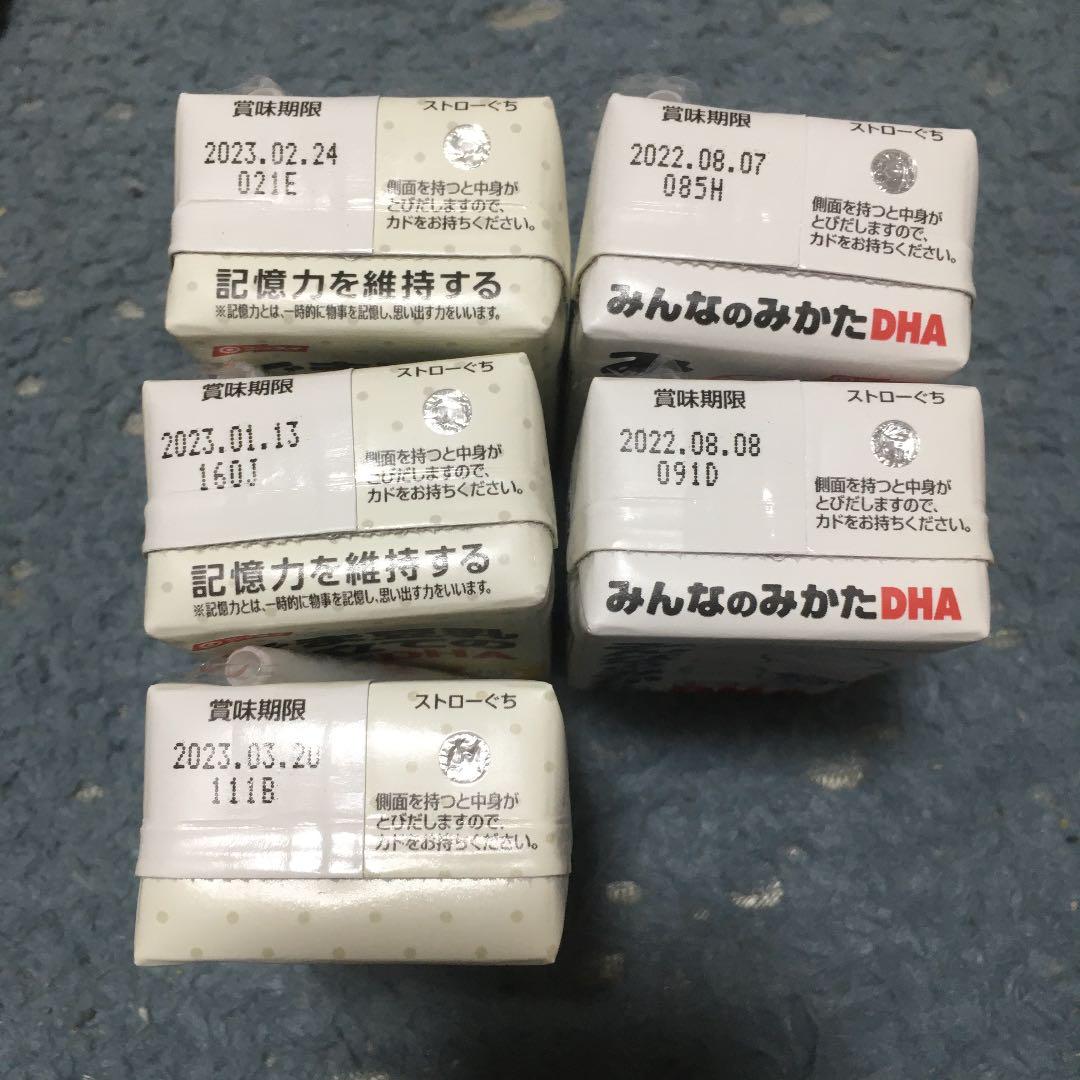 賞味期限
2023.02.24
021E
ストローぐち
側面を持つと中身が
とびだしますので、
カドをお持ちください。
記憶力を維持する
※記憶力とは、一時的に物事を記憶し、思い出す力をいいます。
賞味期限
2022.08.07
085H
ストローぐち
側面を持つと中身が
とびだしますので、
カドをお持ちください。
みんなのみかたDHA
賞味期限
2023.01.13
160J
ストローぐち
側面を持つと中身が
とびだしますので、
カドをお持ちください。
記憶力を維持する
※記憶力とは、一時的に物事を記憶し、思い出す力をいいます。
DHA
賞味期限
2022.08.08
091D
ストローぐち
側面を持つと中身が
とびだしますので、
カドをお持ちください。
みんなのみかたDHA
賞味期限
2023.03.20
111B
ストローぐち
側面を持つと中身が
とびだしますので、
カドをお持ちください。